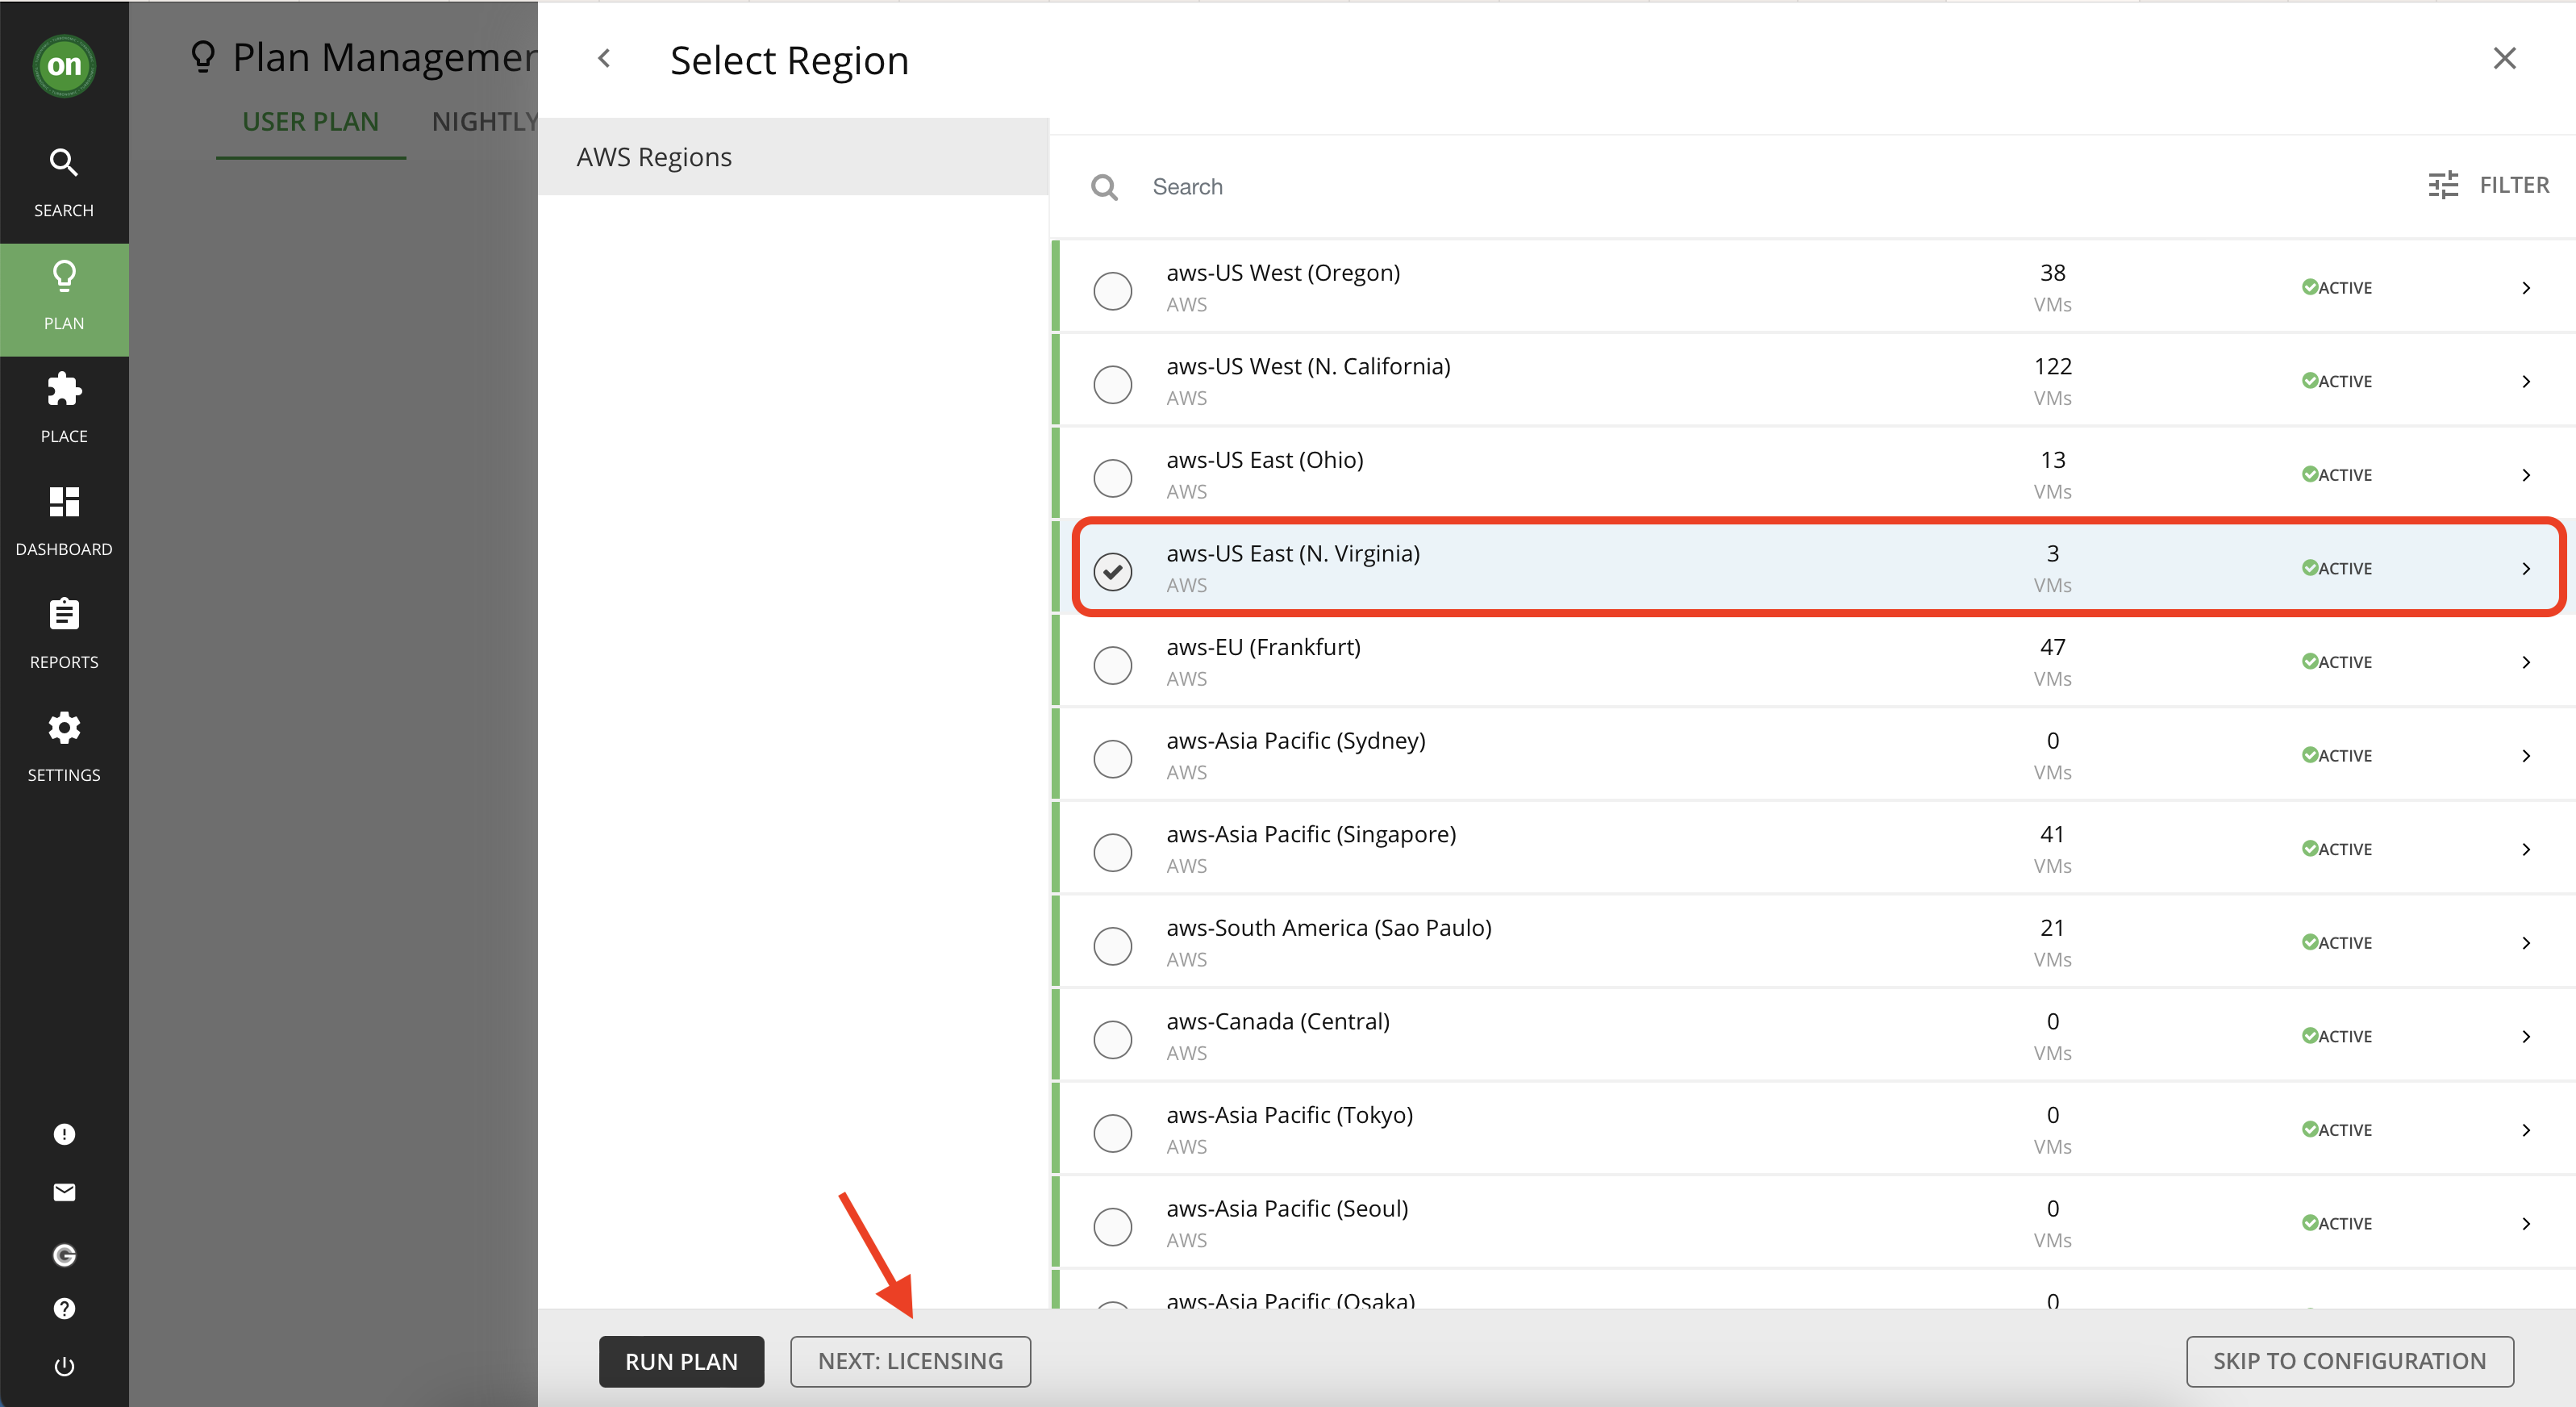 on
SEARCH
PLAN
PLACE
DASHBOARD
REPORTS
SETTINGS
Plan Managemen
USER PLAN
NIGHTLY
Select Region
AWS Regions
Search
FILTER
aws-US West (Oregon)
AWS
38
VMs
ACTIVE
aws-US West (N. California)
AWS
122
VMs
ACTIVE
aws-US East (Ohio)
AWS
13
VMs
ACTIVE
aws-US East (N. Virginia)
AWS
3
VMs
ACTIVE
aws-EU (Frankfurt)
AWS
47
VMs
ACTIVE
aws-Asia Pacific (Sydney)
AWS
0
VMs
ACTIVE
aws-Asia Pacific (Singapore)
AWS
41
VMs
ACTIVE
aws-South America (Sao Paulo)
AWS
21
VMs
ACTIVE
aws-Canada (Central)
AWS
0
VMs
ACTIVE
aws-Asia Pacific (Tokyo)
AWS
0
VMs
ACTIVE
aws-Asia Pacific (Seoul)
AWS
0
VMs
ACTIVE
aws-Asia Pacific (Osaka)
0
RUN PLAN
NEXT: LICENSING
SKIP TO CONFIGURATION